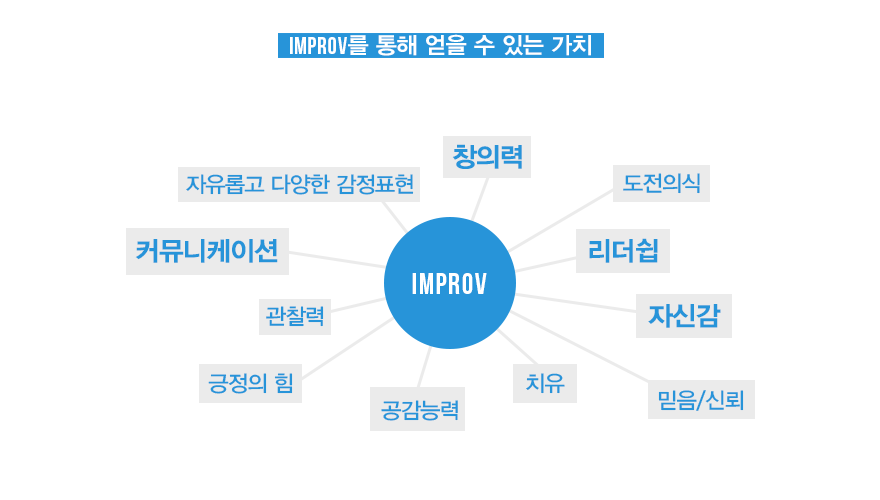 IMPROV를 통해 얻을 수 있는 가치
창의력
자유롭고 다양한 감정표현
도전의식
커뮤니케이션
리더쉽
IMPROV
관찰력
자신감
긍정의 힘
공감능력
치유
믿음/신뢰